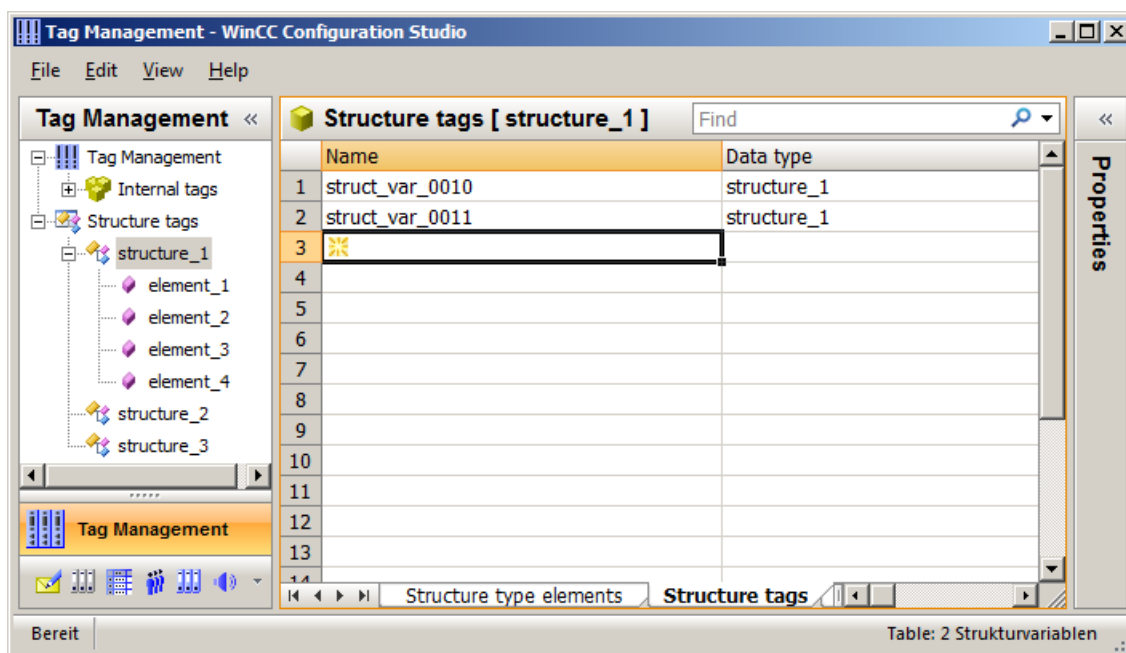 Tag Management - WinCC Configuration Studio
File Edit View Help
Tag Management «
Tag Management
Internal tags
Structure tags
structure_1
element_1
element_2
element_3
element_4
structure_2
structure_3
Tag Management
Structure tags [ structure_1 ] Find
Name Data type
1 struct_var_0010 structure_1
2 struct_var_0011 structure_1
3
4
5
6
7
8
9
10
11
12
13
14
Structure type elements Structure tags
«
Properties
Bereit Table: 2 Strukturvariablen